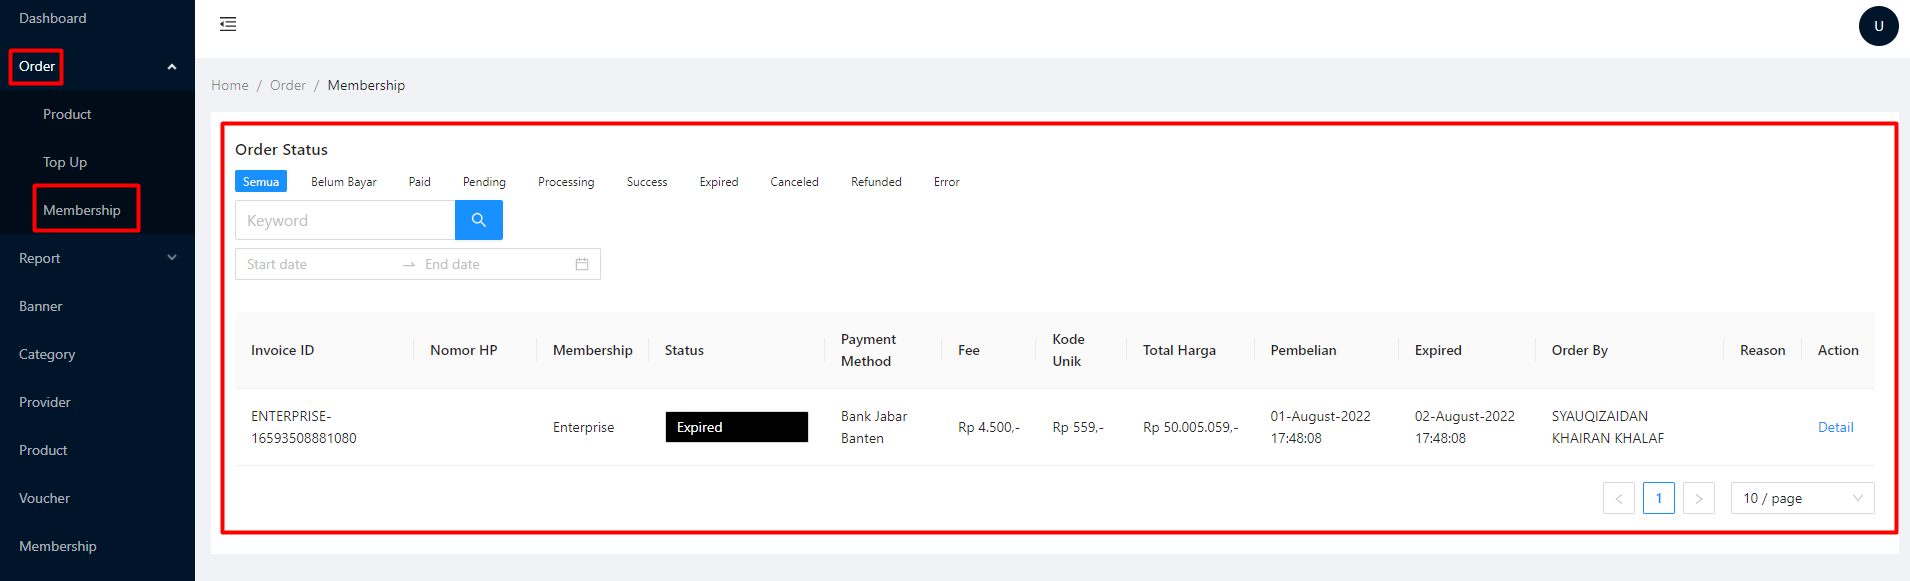 Dashboard
Order
Product
Top Up
Membership
Report
Banner
Category
Provider
Product
Voucher
Membership
U
Home / Order / Membership
Order Status
Semua Belum Bayar Paid Pending Processing Success Expired Canceled Refunded Error
Keyword
Start date → End date
Invoice ID Nomor HP Membership Status Payment Method Fee Kode Unik Total Harga Pembelian Expired Order By Reason Action
ENTERPRISE-16593508881080 Enterprise Expired Bank Jabar Banten Rp 4.500,- Rp 559,- Rp 50.005.059,- 01-August-2022 17:48:08 02-August-2022 17:48:08 SYAUQIZAIDAN KHAIRAN KHALAF Detail
< 1 > 10 / page